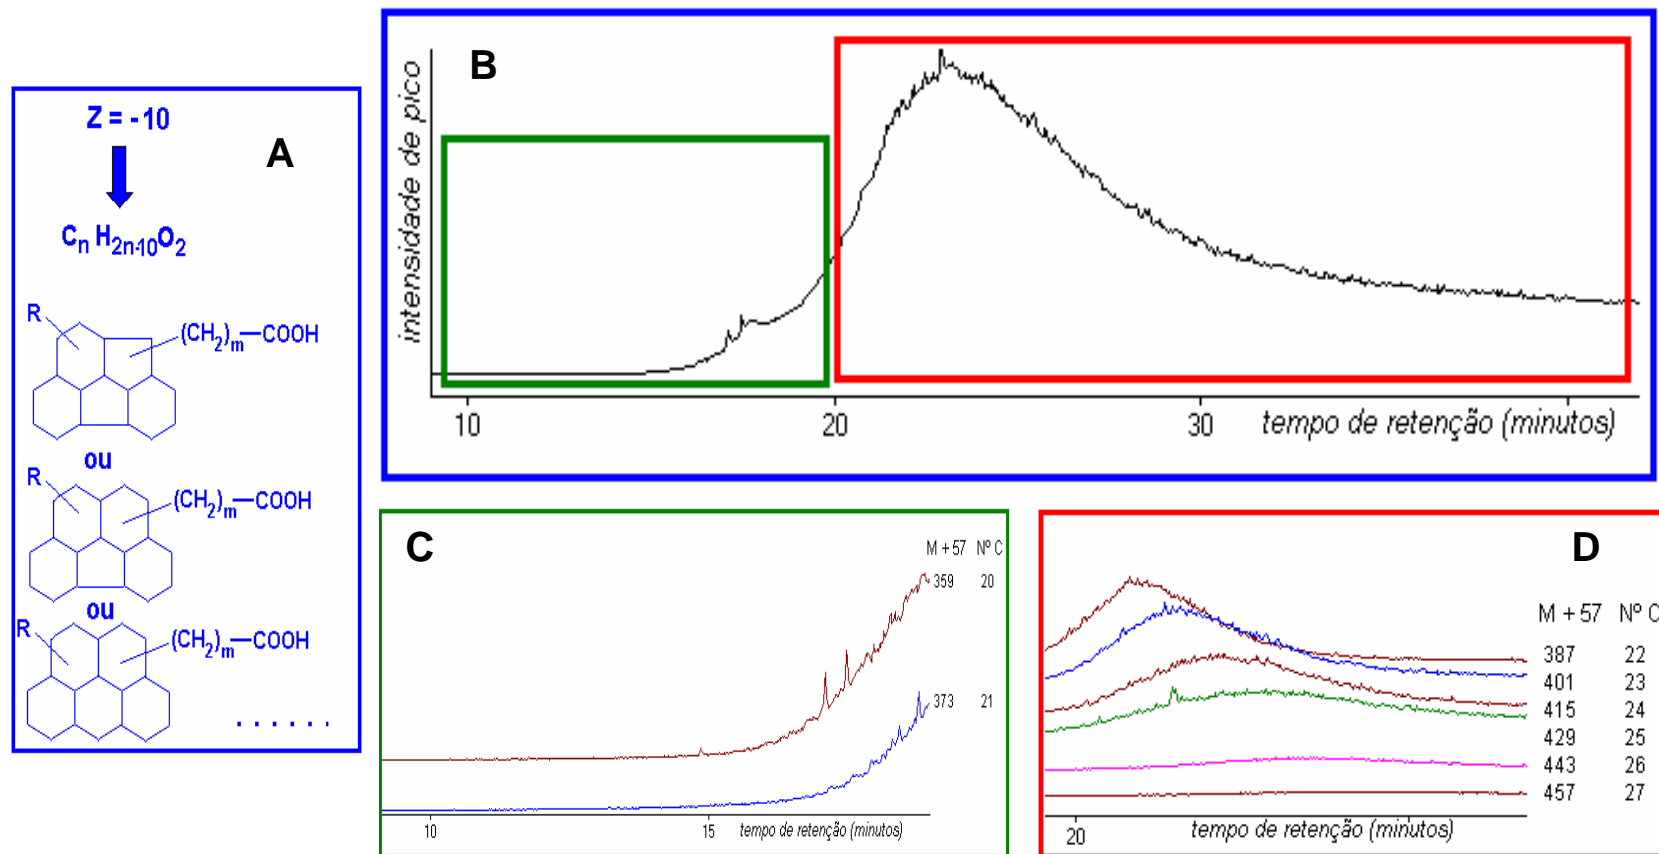 A
Z = -10
Cn H2n-10O2
R
(CH2)m—COOH
ou
R
(CH2)m—COOH
ou
R
(CH2)m—COOH
. . . . . .
B
intensidade de pico
10 20 30
tempo de retenção (minutos)
C
M + 57 Nº C
359 20
373 21
10 15
tempo de retenção (minutos)
D
M + 57 Nº C
387 22
401 23
415 24
429 25
443 26
457 27
20
tempo de retenção (minutos)